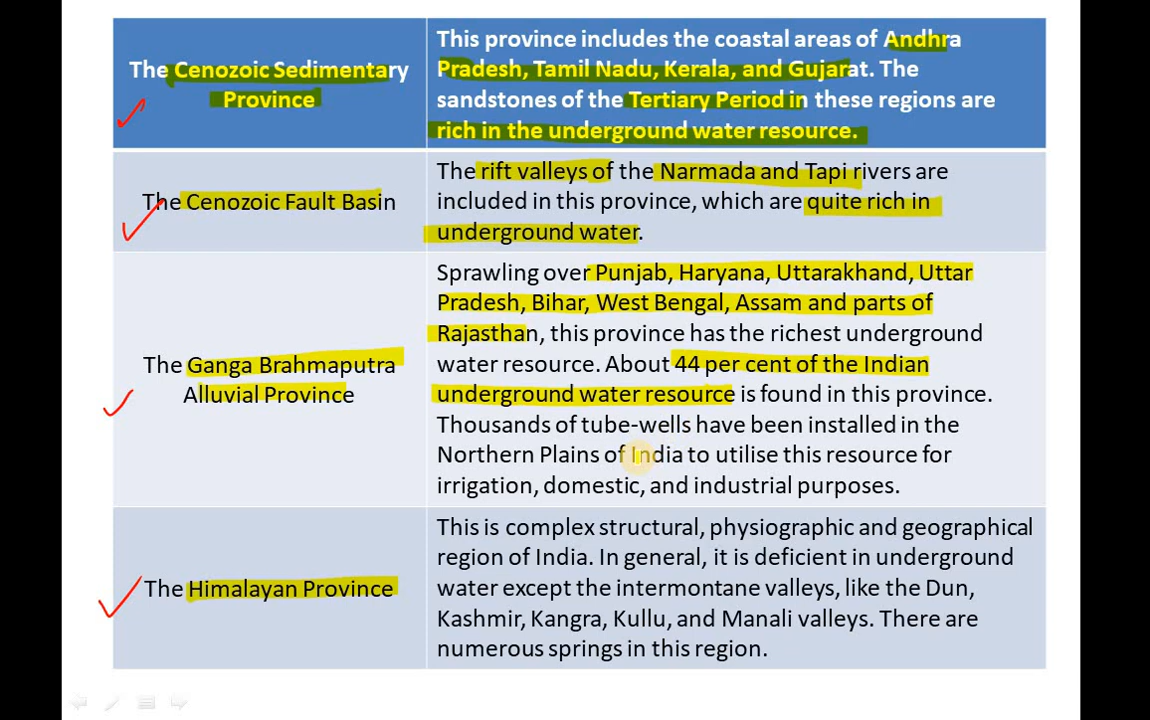 The Cenozoic Sedimentary
Province
This province includes the coastal areas of Andhra
Pradesh, Tamil Nadu, Kerala, and Gujarat. The
sandstones of the Tertiary Period in these regions are
rich in the underground water resource.
The Cenozoic Fault Basin
The rift valleys of the Narmada and Tapi rivers are
included in this province, which are quite rich in
underground water.
The Ganga Brahmaputra
Alluvial Province
Sprawling over Punjab, Haryana, Uttarakhand, Uttar
Pradesh, Bihar, West Bengal, Assam and parts of
Rajasthan, this province has the richest underground
water resource. About 44 per cent of the Indian
underground water resource is found in this province.
Thousands of tube-wells have been installed in the
Northern Plains of India to utilise this resource for
irrigation, domestic, and industrial purposes.
The Himalayan Province
This is complex structural, physiographic and geographical
region of India. In general, it is deficient in underground
water except the intermontane valleys, like the Dun,
Kashmir, Kangra, Kullu, and Manali valleys. There are
numerous springs in this region.